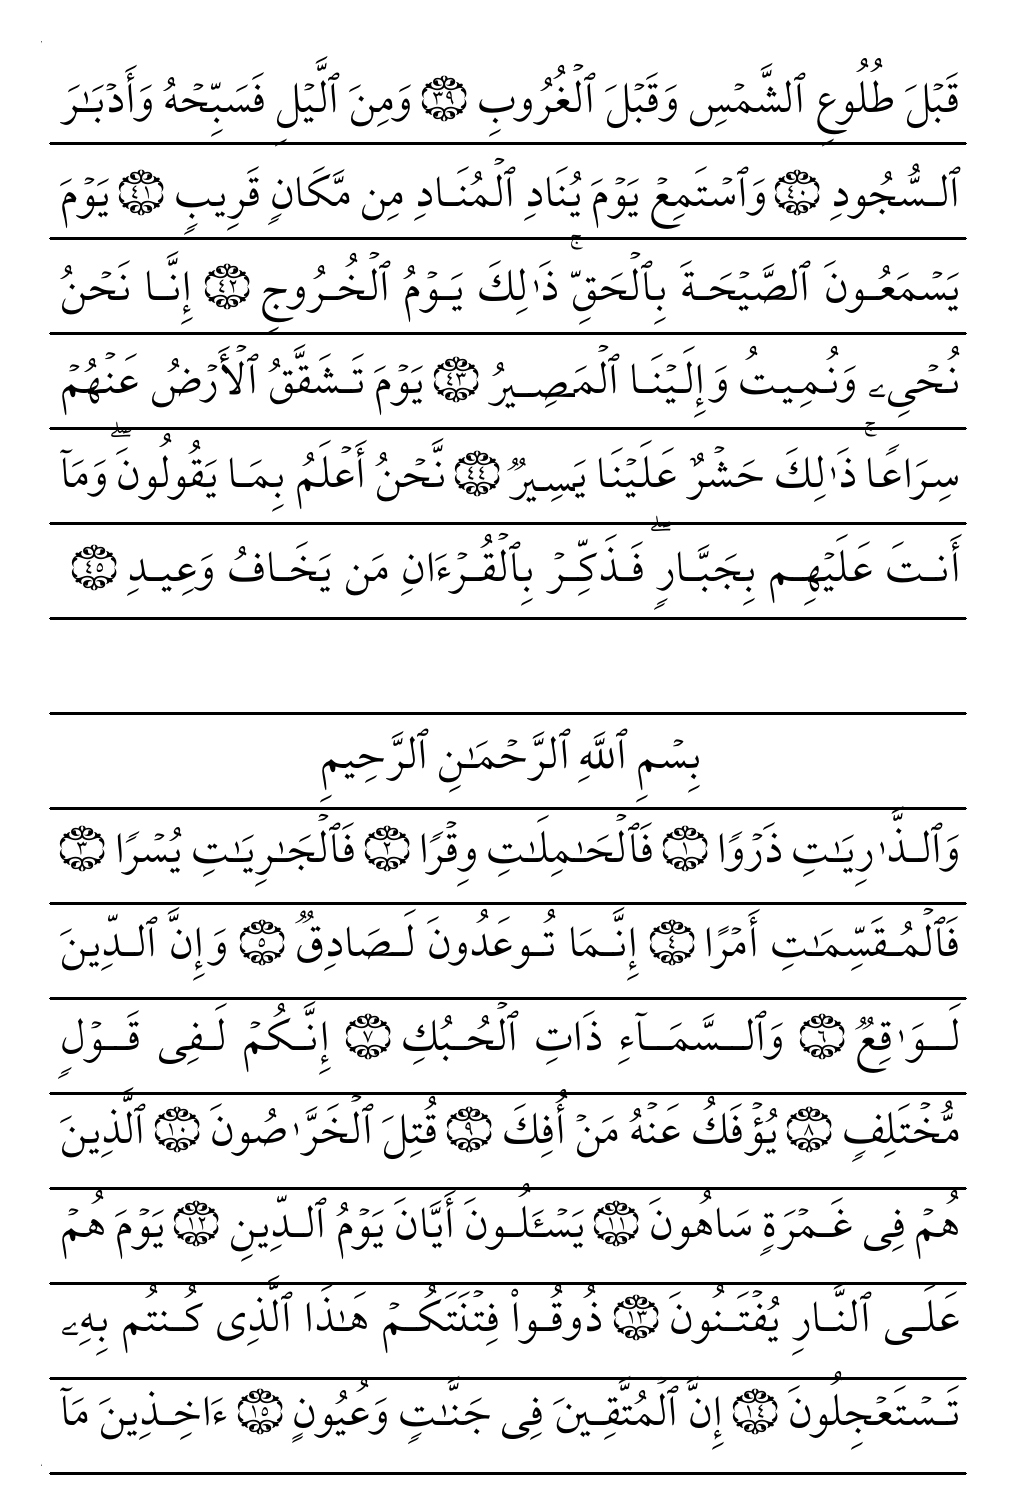 قَبۡلَ طُلُوعِ ٱلشَّمۡسِ وَقَبۡلَ ٱلۡغُرُوبِ ٣٩ وَمِنَ ٱلَّيۡلِ فَسَبِّحۡهُ وَأَدۡبَٰرَ
ٱلسُّجُودِ ٤٠ وَٱسۡتَمِعۡ يَوۡمَ يُنَادِ ٱلۡمُنَادِ مِن مَّكَانٖ قَرِيبٖ ٤١ يَوۡمَ
يَسۡمَعُونَ ٱلصَّيۡحَةَ بِٱلۡحَقِّۚ ذَٰلِكَ يَوۡمُ ٱلۡخُرُوجِ ٤٢ إِنَّا نَحۡنُ
نُحۡيِۦ وَنُمِيتُ وَإِلَيۡنَا ٱلۡمَصِيرُ ٤٣ يَوۡمَ تَشَقَّقُ ٱلۡأَرۡضُ عَنۡهُمۡ
سِرَاعٗاۚ ذَٰلِكَ حَشۡرٌ عَلَيۡنَا يَسِيرٞ ٤٤ نَّحۡنُ أَعۡلَمُ بِمَا يَقُولُونَۖ وَمَآ
أَنتَ عَلَيۡهِم بِجَبَّارٖۖ فَذَكِّرۡ بِٱلۡقُرۡءَانِ مَن يَخَافُ وَعِيدِ ٤٥
بِسۡمِ ٱللَّهِ ٱلرَّحۡمَٰنِ ٱلرَّحِيمِ
وَٱلذَّٰرِيَٰتِ ذَرۡوٗا ١ فَٱلۡحَٰمِلَٰتِ وِقۡرٗا ٢ فَٱلۡجَٰرِيَٰتِ يُسۡرٗا ٣
فَٱلۡمُقَسِّمَٰتِ أَمۡرًا ٤ إِنَّمَا تُوعَدُونَ لَصَادِقٞ ٥ وَإِنَّ ٱلدِّينَ
لَوَٰقِعٞ ٦ وَٱلسَّمَآءِ ذَاتِ ٱلۡحُبُكِ ٧ إِنَّكُمۡ لَفِي قَوۡلٖ
مُّخۡتَلِفٖ ٨ يُؤۡفَكُ عَنۡهُ مَنۡ أُفِكَ ٩ قُتِلَ ٱلۡخَرَّٰصُونَ ١٠ ٱلَّذِينَ
هُمۡ فِي غَمۡرَةٖ سَاهُونَ ١١ يَسۡـَٔلُونَ أَيَّانَ يَوۡمُ ٱلدِّينِ ١٢ يَوۡمَ هُمۡ
عَلَى ٱلنَّارِ يُفۡتَنُونَ ١٣ ذُوقُواْ فِتۡنَتَكُمۡ هَٰذَا ٱلَّذِي كُنتُم بِهِۦ
تَسۡتَعۡجِلُونَ ١٤ إِنَّ ٱلۡمُتَّقِينَ فِي جَنَّٰتٖ وَعُيُونٍ ١٥ ءَاخِذِينَ مَآ